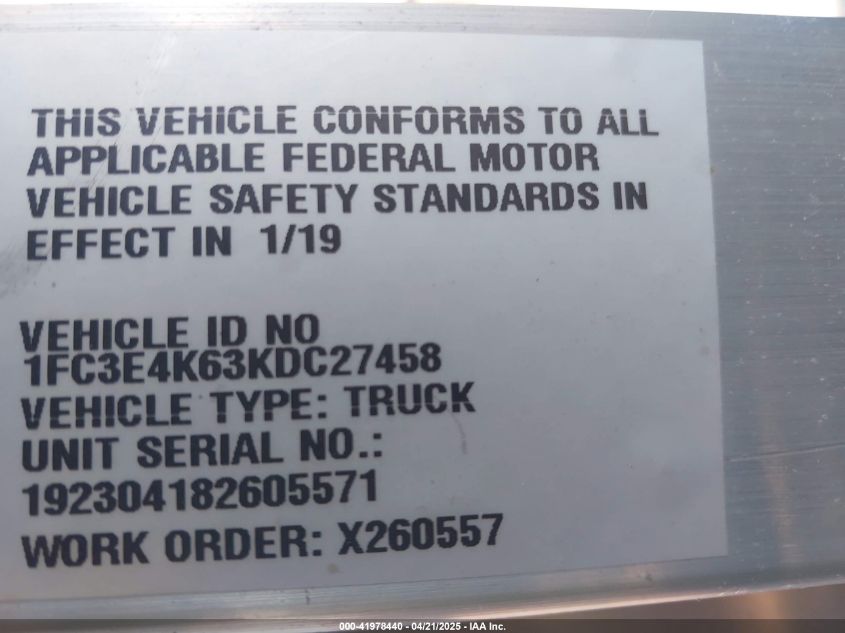 THIS VEHICLE CONFORMS TO ALL
APPLICABLE FEDERAL MOTOR
VEHICLE SAFETY STANDARDS IN
EFFECT IN 1/19
VEHICLE ID NO
1FC3E4K63KDC27458
VEHICLE TYPE: TRUCK
UNIT SERIAL NO.:
192304182605571
WORK ORDER: X260557
000-41978440 - 04/21/2025 - IAA Inc.